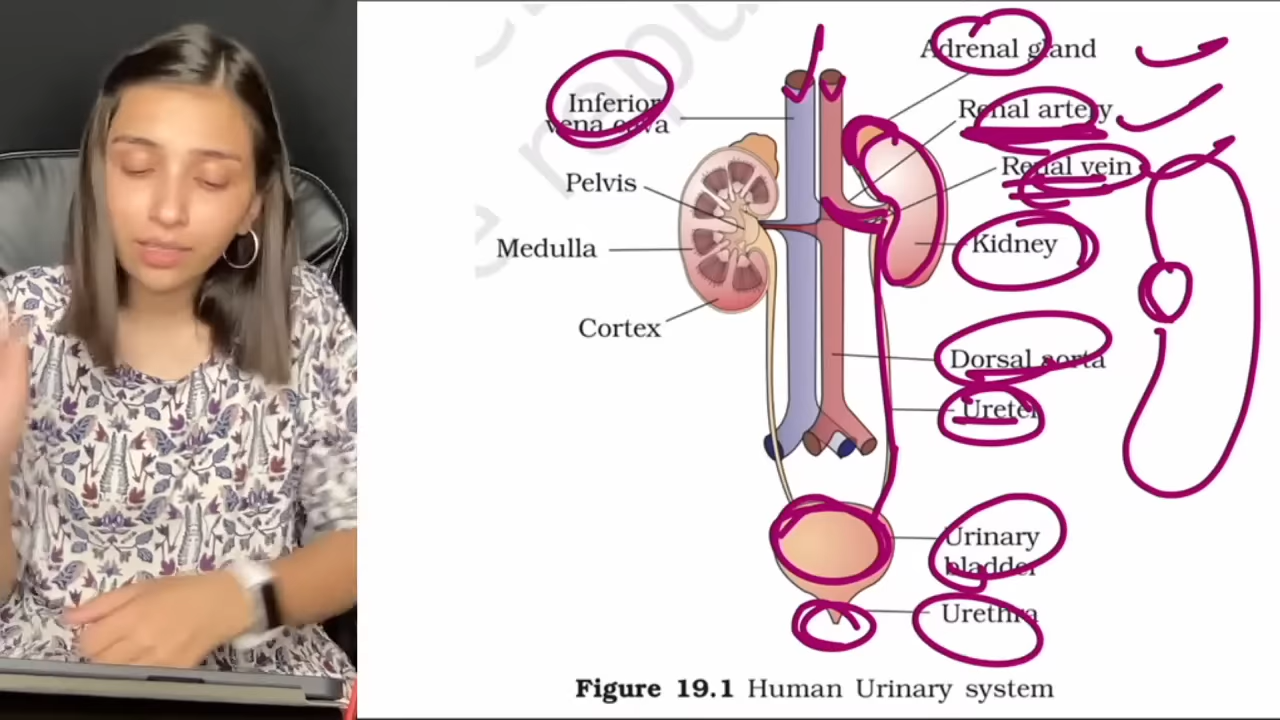 Adrenal gland
Inferior
vena cava
Renal artery
Renal vein
Pelvis
Medulla
Kidney
Cortex
Dorsal aorta
Ureter
Urinary
bladder
Urethra
Figure 19.1 Human Urinary system